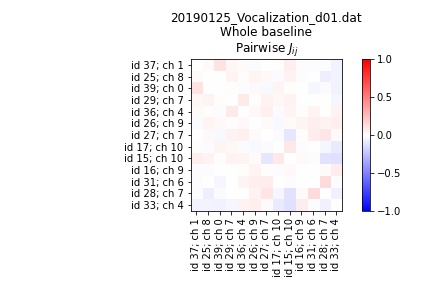 20190125_Vocalization_d01.dat
Whole baseline
Pairwise J_ij
id 37; ch 1
id 25; ch 8
id 39; ch 0
id 29; ch 7
id 36; ch 4
id 26; ch 9
id 27; ch 7
id 17; ch 10
id 15; ch 10
id 16; ch 9
id 31; ch 6
id 28; ch 7
id 33; ch 4
id 37; ch 1
id 25; ch 8
id 39; ch 0
id 29; ch 7
id 36; ch 4
id 26; ch 9
id 27; ch 7
id 17; ch 10
id 15; ch 10
id 16; ch 9
id 31; ch 6
id 28; ch 7
id 33; ch 4
1.0
0.5
0.0
−0.5
−1.0